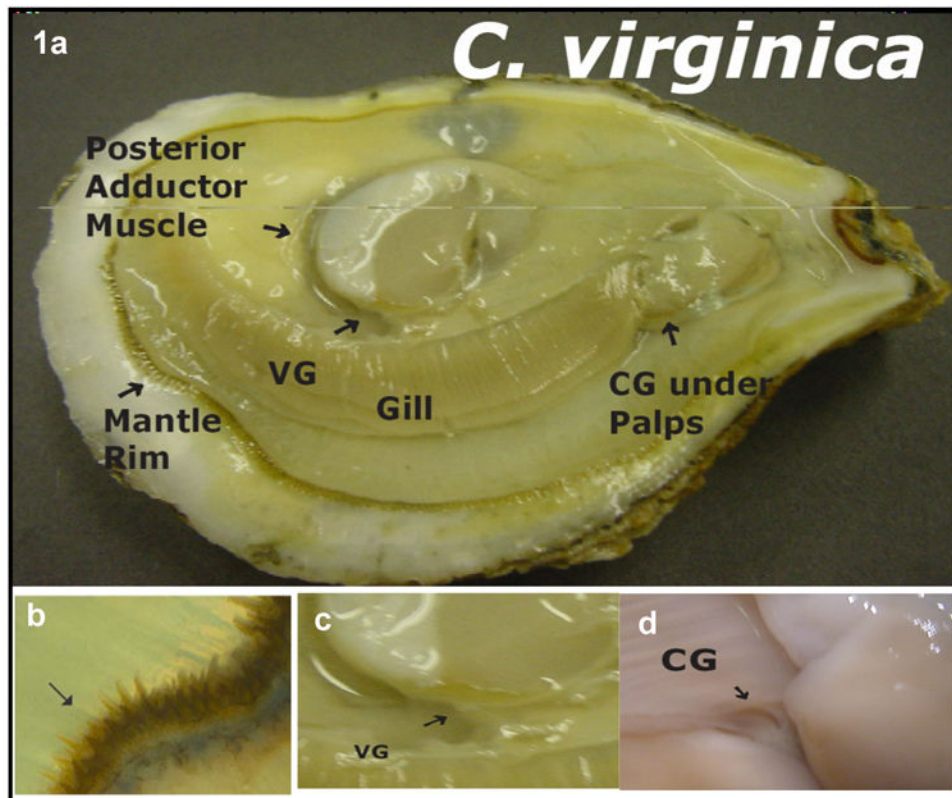 1a
C. virginica
Posterior
Adductor
Muscle
VG
Gill
CG under
Palps
Mantle
Rim
b
c
VG
d
CG